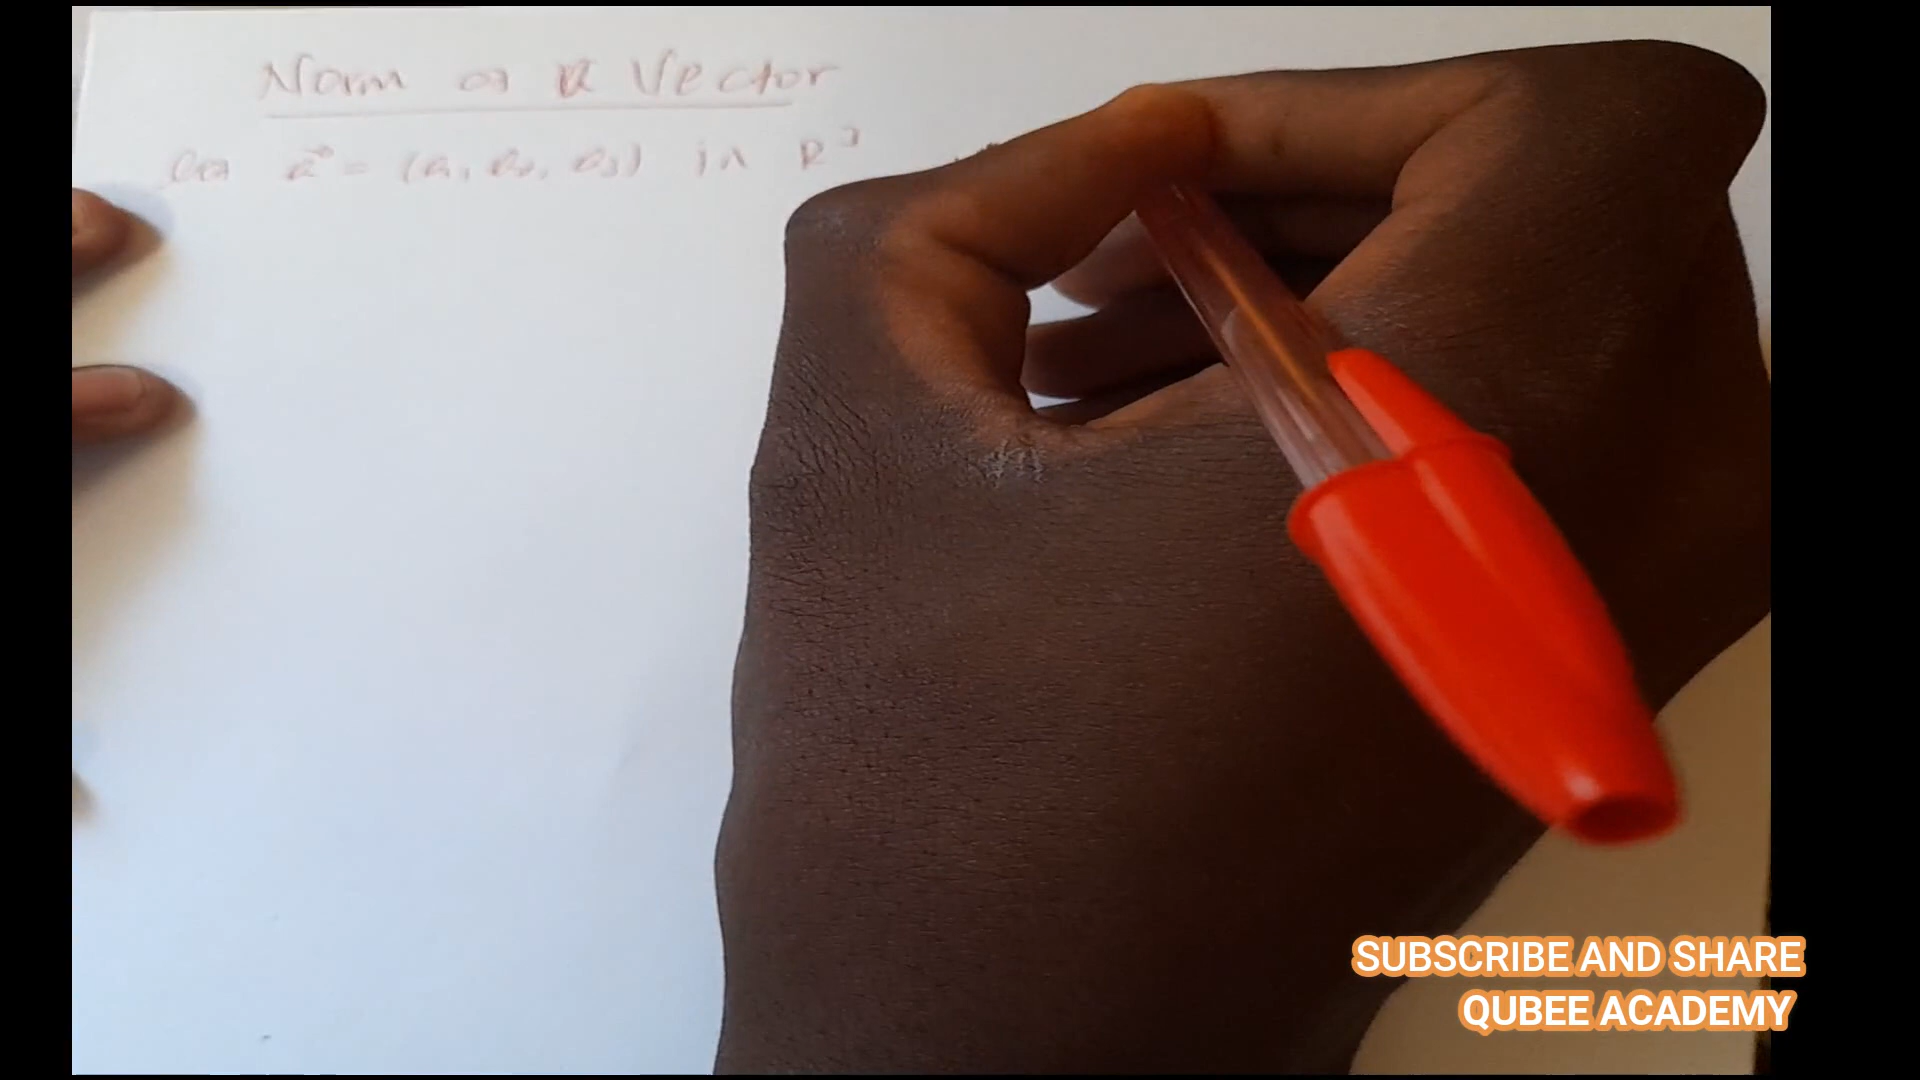 Norm of a Vector
Let a⃗ = (a₁, a₂, a₃) in R³
SUBSCRIBE AND SHARE
QUBEE ACADEMY